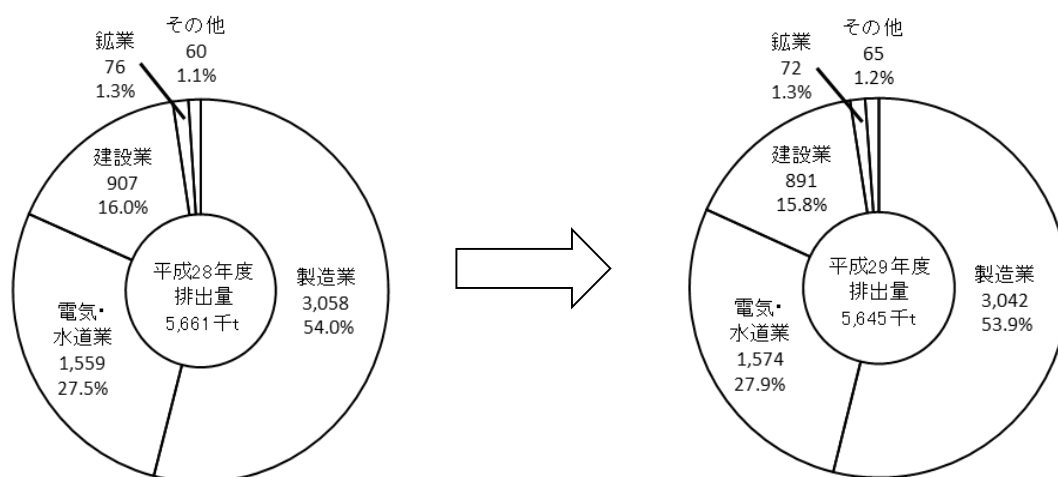 鉱業
76
1.3%
その他
60
1.1%
建設業
907
16.0%
電気・
水道業
1,559
27.5%
平成28年度
排出量
5,661千t
製造業
3,058
54.0%
鉱業
72
1.3%
その他
65
1.2%
建設業
891
15.8%
電気・
水道業
1,574
27.9%
平成29年度
排出量
5,645千t
製造業
3,042
53.9%